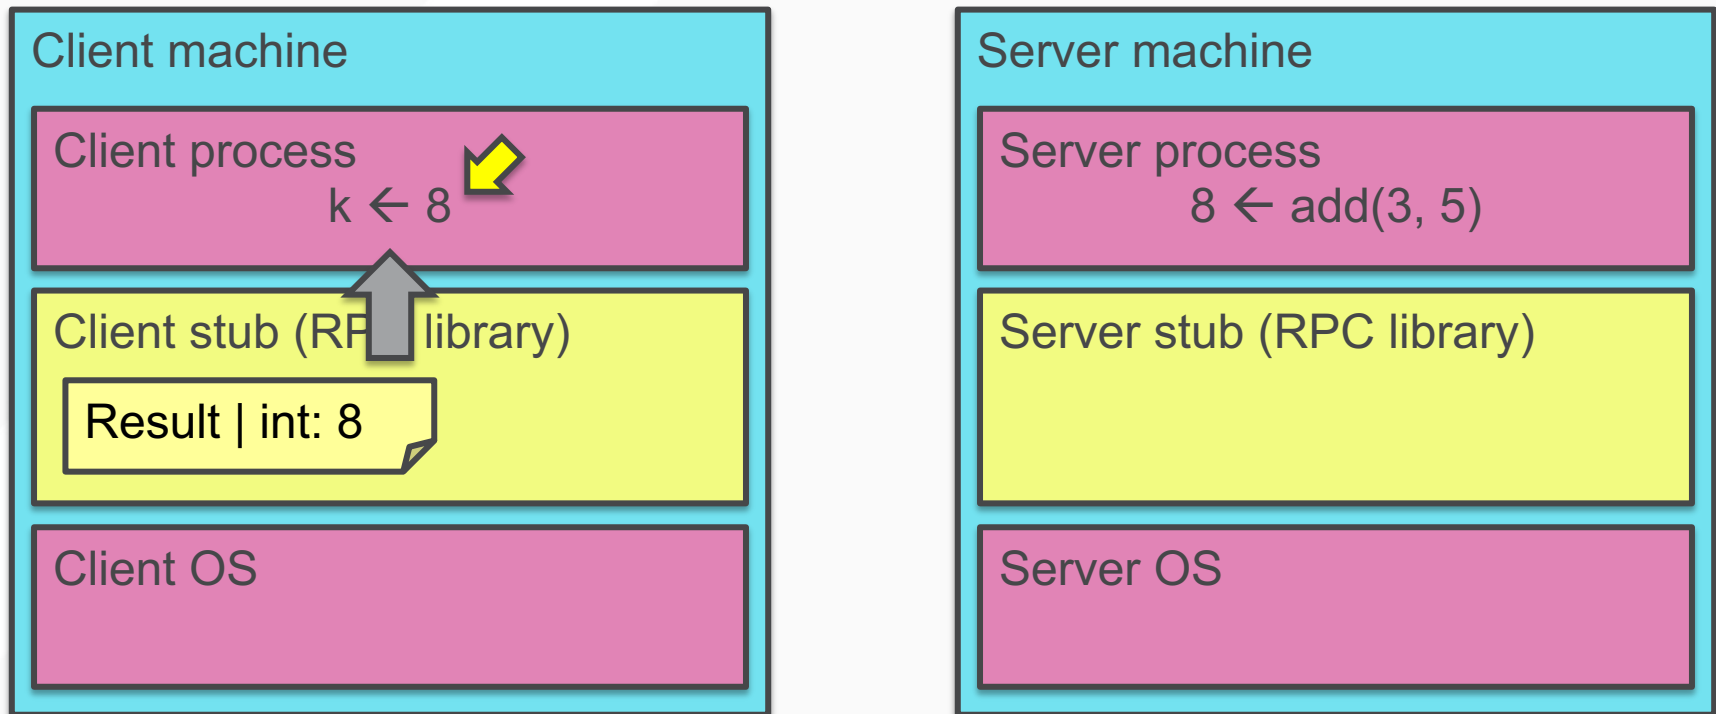 Client machine
Client process
k ← 8
Client stub (RP library)
Result | int: 8
Client OS
Server machine
Server process
8 ← add(3, 5)
Server stub (RPC library)
Server OS